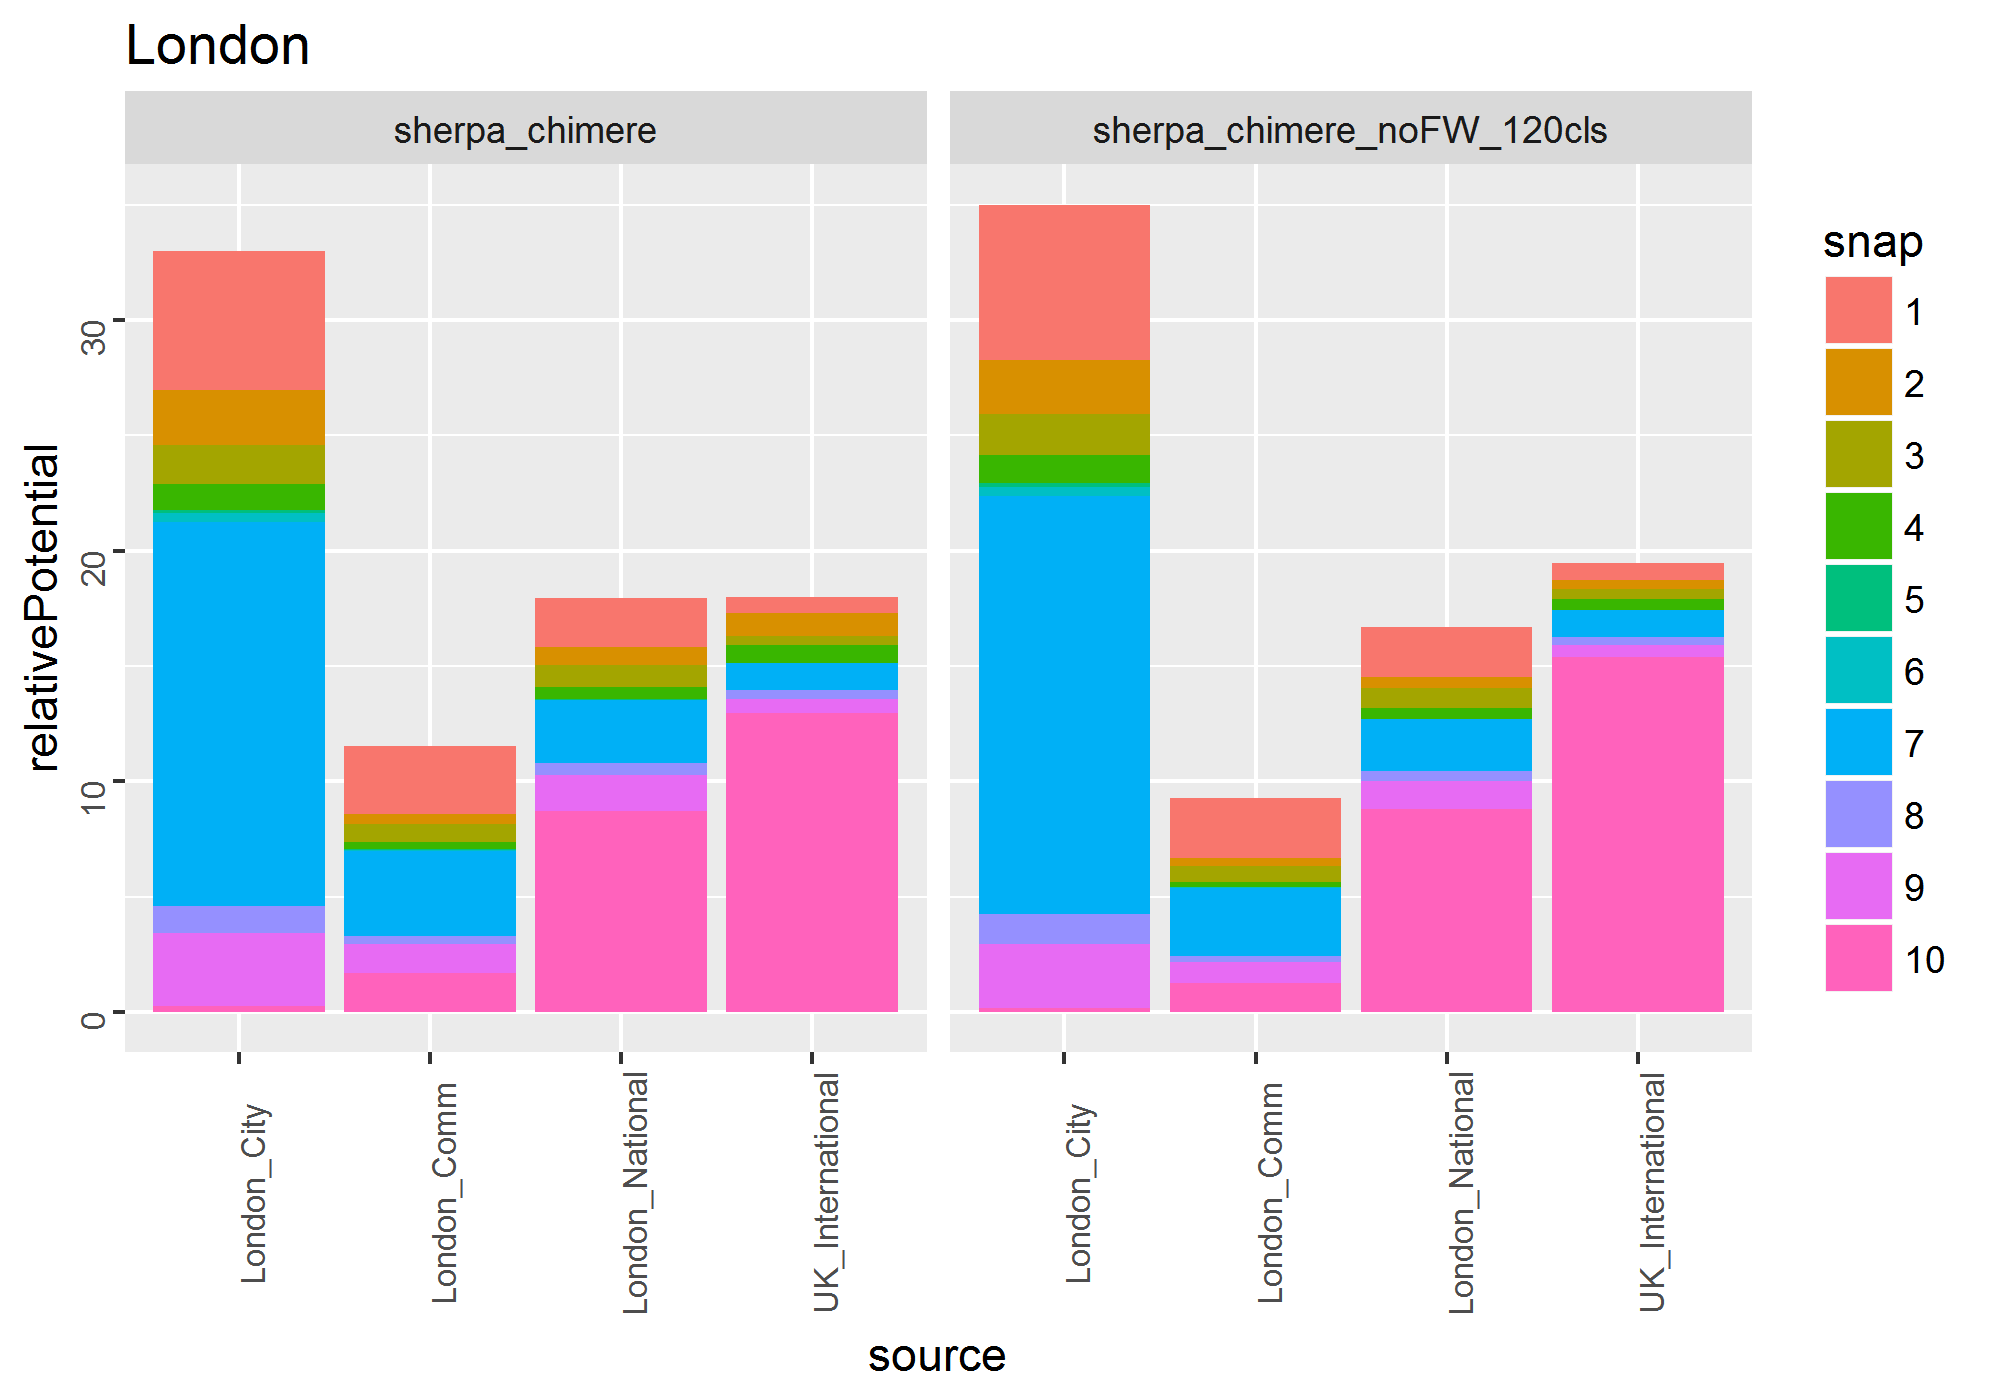 London
sherpa_chimere
sherpa_chimere_noFW_120cls
relativePotential
30
20
10
0
London_City
London_Comm
London_National
UK_International
London_City
London_Comm
London_National
UK_International
source
snap
1
2
3
4
5
6
7
8
9
10